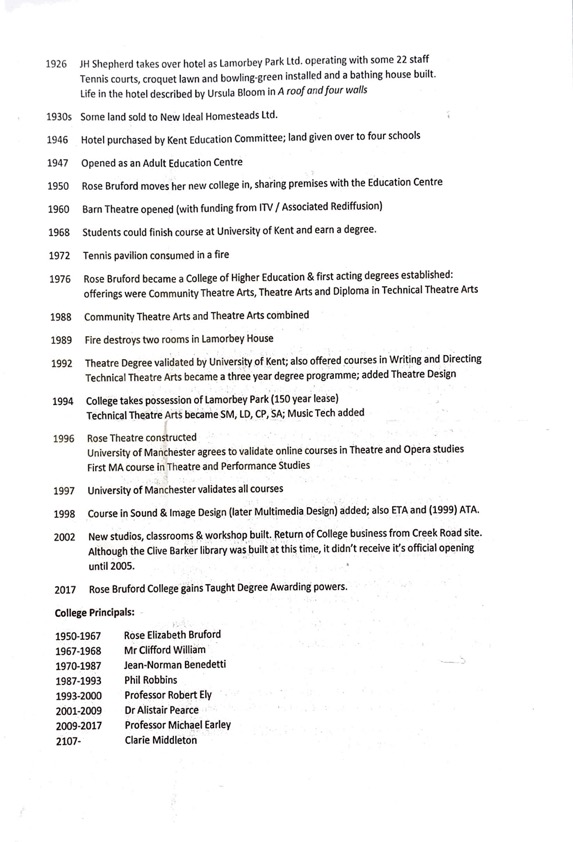 1926 JH Shepherd takes over hotel as Lamorbey Park Ltd. operating with some 22 staff
Tennis courts, croquet lawn and bowling-green installed and a bathing house built.
Life in the hotel described by Ursula Bloom in A roof and four walls
1930s Some land sold to New Ideal Homesteads Ltd.
1946 Hotel purchased by Kent Education Committee; land given over to four schools
1947 Opened as an Adult Education Centre
1950 Rose Bruford moves her new college in, sharing premises with the Education Centre
1960 Barn Theatre opened (with funding from ITV / Associated Rediffusion)
1968 Students could finish course at University of Kent and earn a degree.
1972 Tennis pavilion consumed in a fire
1976 Rose Bruford became a College of Higher Education & first acting degrees established:
offerings were Community Theatre Arts, Theatre Arts and Diploma in Technical Theatre Arts
1988 Community Theatre Arts and Theatre Arts combined
1989 Fire destroys two rooms in Lamorbey House
1992 Theatre Degree validated by University of Kent; also offered courses in Writing and Directing
Technical Theatre Arts became a three year degree programme; added Theatre Design
1994 College takes possession of Lamorbey Park (150 year lease)
Technical Theatre Arts became SM, LD, CP, SA; Music Tech added
1996 Rose Theatre constructed
University of Manchester agrees to validate online courses in Theatre and Opera studies
First MA course in Theatre and Performance Studies
1997 University of Manchester validates all courses
1998 Course in Sound & Image Design (later Multimedia Design) added; also ETA and (1999) ATA.
2002 New studios, classrooms & workshop built. Return of College business from Creek Road site.
Although the Clive Barker library was built at this time, it didn't receive it's official opening
until 2005.
2017 Rose Bruford College gains Taught Degree Awarding powers.
College Principals:
1950-1967 Rose Elizabeth Bruford
1967-1968 Mr Clifford William
1970-1987 Jean-Norman Benedetti
1987-1993 Phil Robbins
1993-2000 Professor Robert Ely
2001-2009 Dr Alistair Pearce
2009-2017 Professor Michael Earley
2107- Clarie Middleton